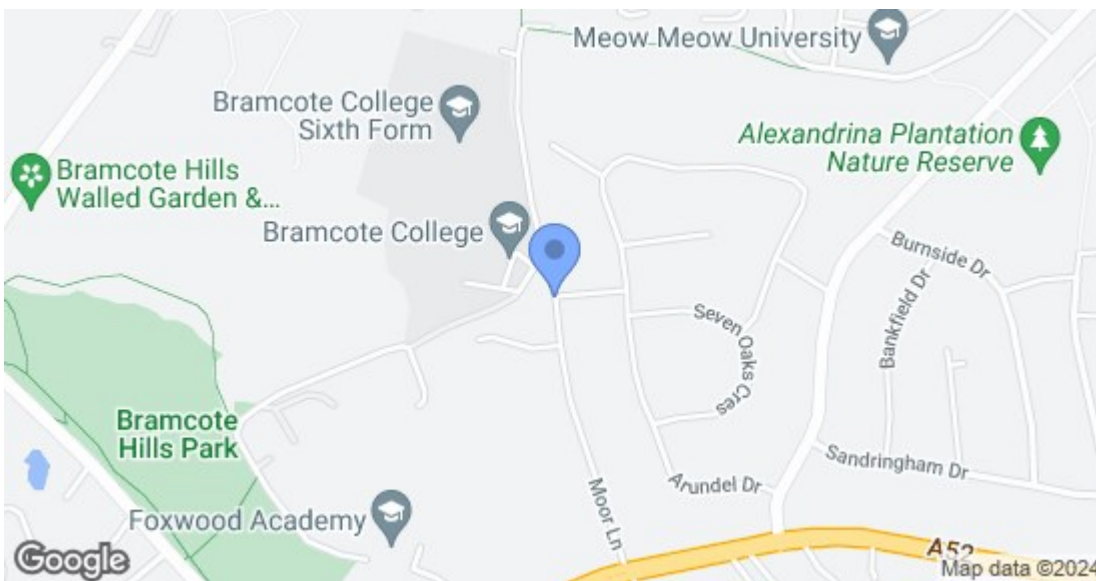 Meow Meow University
Bramcote College
Sixth Form
Alexandrina Plantation
Nature Reserve
Bramcote Hills
Walled Garden &...
Bramcote College
Burnside Dr
Bankfield Dr
Seven Oaks Cres
Bramcote
Hills Park
Sandringham Dr
Arundel Dr
Moor Ln
Foxwood Academy
A52
Google
Map data ©2024